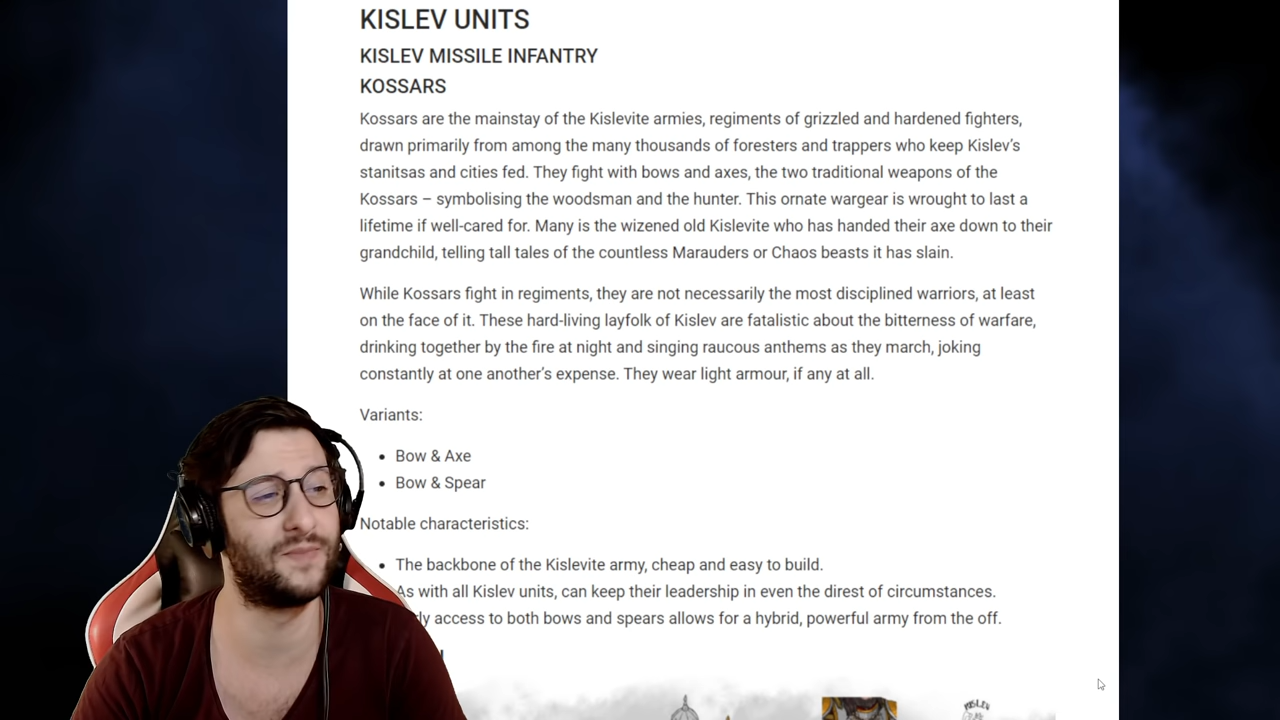 KISLEV UNITS
KISLEV MISSILE INFANTRY
KOSSARS
Kossars are the mainstay of the Kislevite armies, regiments of grizzled and hardened fighters,
drawn primarily from among the many thousands of foresters and trappers who keep Kislev’s
stanitsas and cities fed. They fight with bows and axes, the two traditional weapons of the
Kossars – symbolising the woodsman and the hunter. This ornate wargear is wrought to last a
lifetime if well-cared for. Many is the wizened old Kislevite who has handed their axe down to their
grandchild, telling tall tales of the countless Marauders or Chaos beasts it has slain.
While Kossars fight in regiments, they are not necessarily the most disciplined warriors, at least
on the face of it. These hard-living layfolk of Kislev are fatalistic about the bitterness of warfare,
drinking together by the fire at night and singing raucous anthems as they march, joking
constantly at one another’s expense. They wear light armour, if any at all.
Variants:
• Bow & Axe
• Bow & Spear
Notable characteristics:
• The backbone of the Kislevite army, cheap and easy to build.
As with all Kislev units, can keep their leadership in even the direst of circumstances.
access to both bows and spears allows for a hybrid, powerful army from the off.
KISLEV